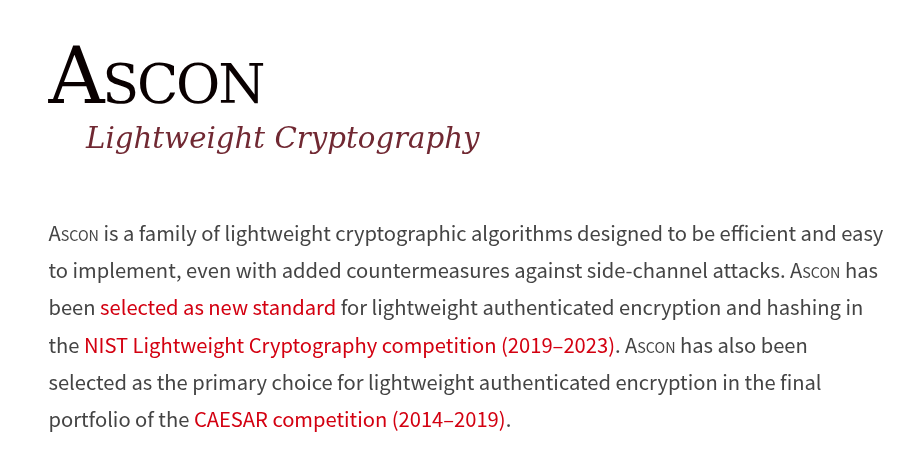 ASCON
Lightweight Cryptography
ASCON is a family of lightweight cryptographic algorithms designed to be efficient and easy
to implement, even with added countermeasures against side-channel attacks. ASCON has
been selected as new standard for lightweight authenticated encryption and hashing in
the NIST Lightweight Cryptography competition (2019–2023). ASCON has also been
selected as the primary choice for lightweight authenticated encryption in the final
portfolio of the CAESAR competition (2014–2019).